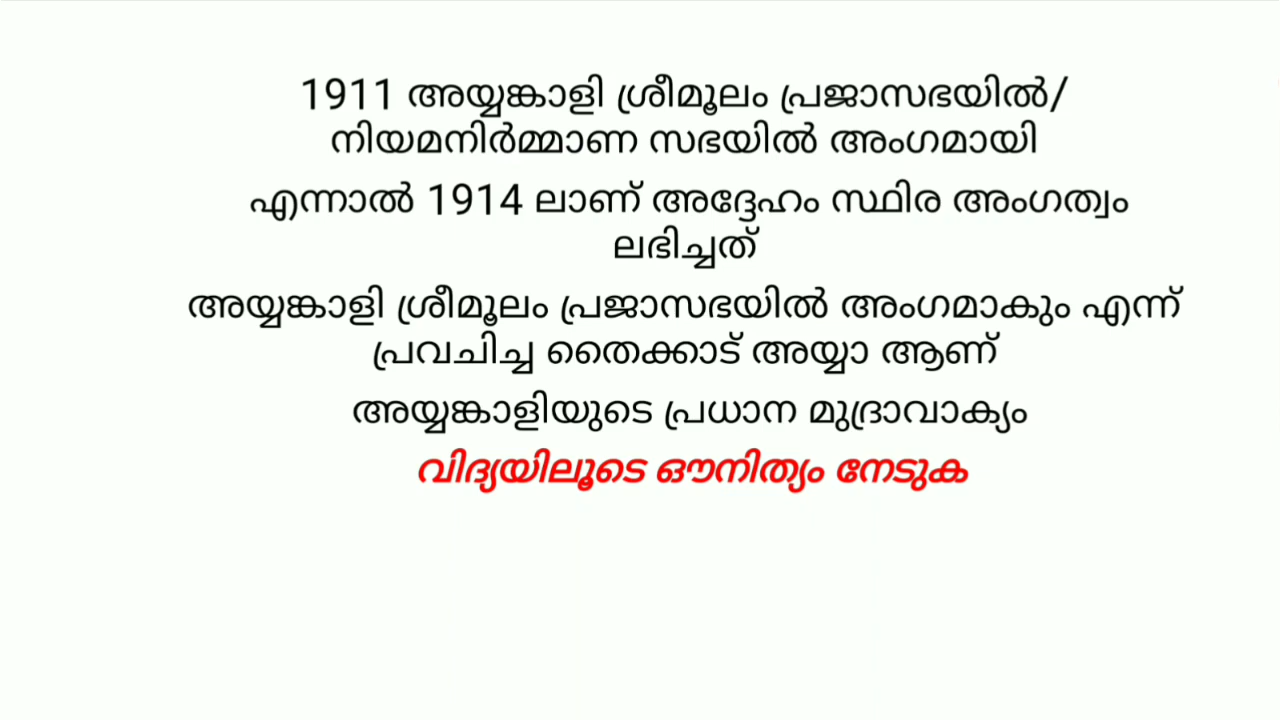 1911 അയ്യങ്കാളി ശ്രീമൂലം പ്രജാസഭയിൽ/
നിയമനിർമ്മാണ സഭയിൽ അംഗമായി
എന്നാൽ 1914 ലാണ് അദ്ദേഹം സ്ഥിര അംഗത്വം
ലഭിച്ചത്
അയ്യങ്കാളി ശ്രീമൂലം പ്രജാസഭയിൽ അംഗമാകും എന്ന്
പ്രവചിച്ച തൈക്കാട് അയ്യാ ആണ്
അയ്യങ്കാളിയുടെ പ്രധാന മുദ്രാവാക്യം
വിദ്യയിലൂടെ ഔനിത്യം നേടുക